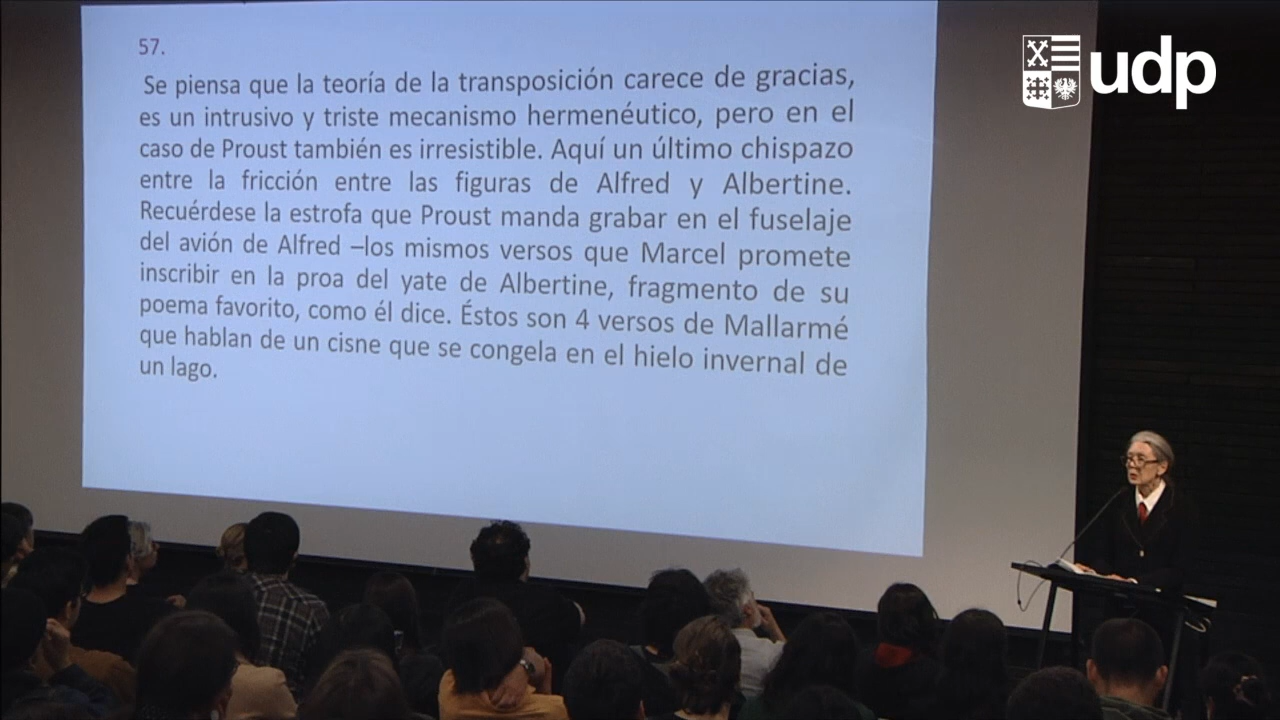 57.
Se piensa que la teoría de la transposición carece de gracias,
es un intrusivo y triste mecanismo hermenéutico, pero en el
caso de Proust también es irresistible. Aquí un último chispazo
entre la fricción entre las figuras de Alfred y Albertine.
Recuérdese la estrofa que Proust manda grabar en el fuselaje
del avión de Alfred –los mismos versos que Marcel promete
inscribir en la proa del yate de Albertine, fragmento de su
poema favorito, como él dice. Éstos son 4 versos de Mallarmé
que hablan de un cisne que se congela en el hielo invernal de
un lago.
udp